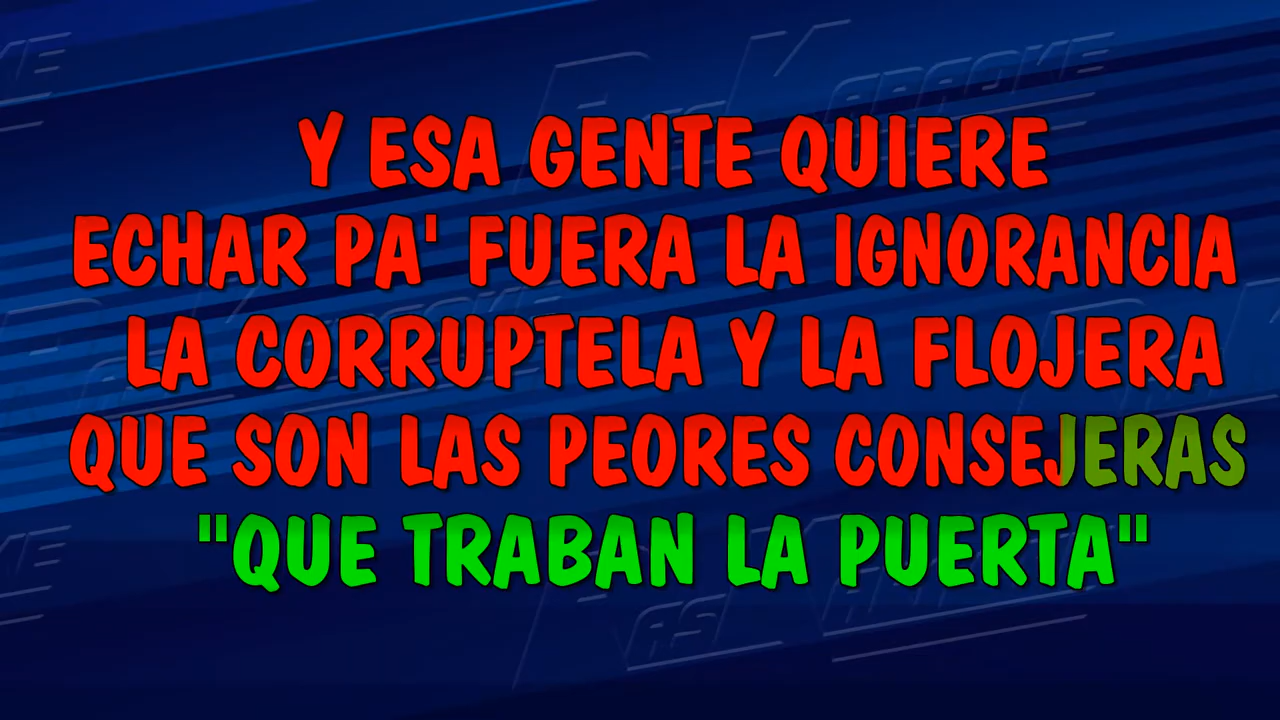 Y ESA GENTE QUIERE
ECHAR PA' FUERA LA IGNORANCIA
LA CORRUPTELA Y LA FLOJERA
QUE SON LAS PEORES CONSEJERAS
"QUE TRABAN LA PUERTA"